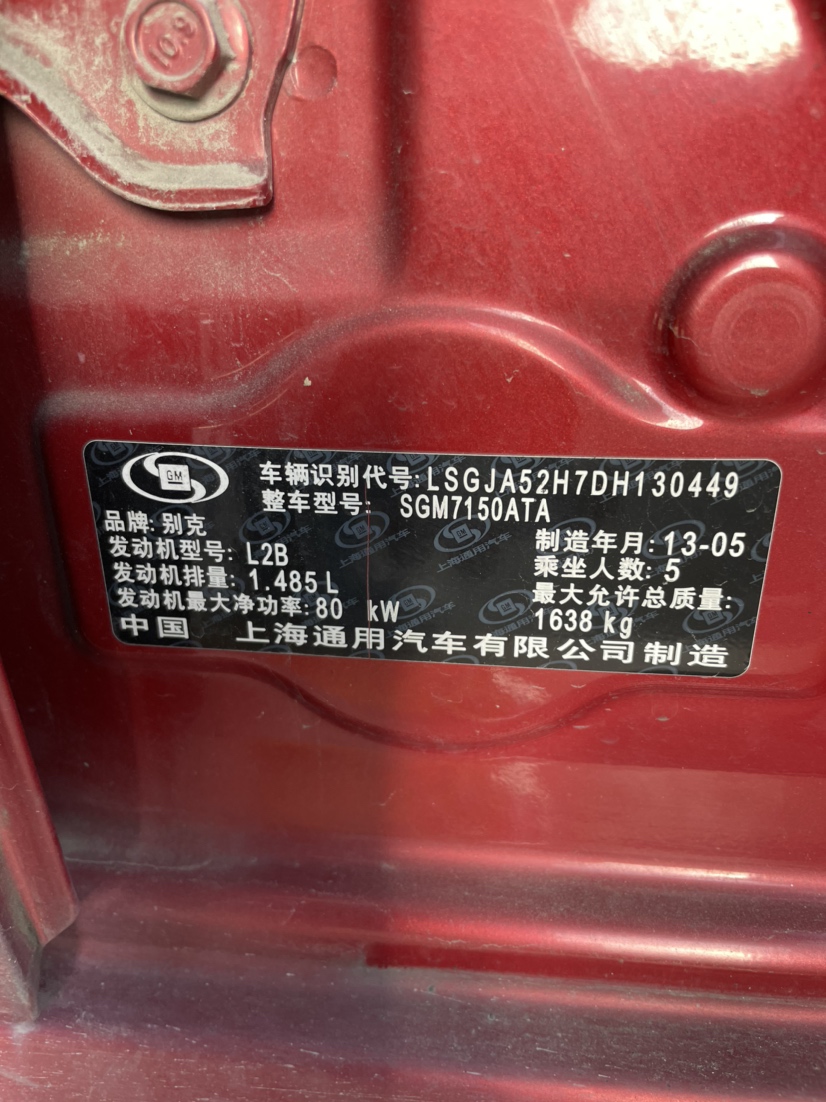 10.9
GM
车辆识别代号:LSGJA52H7DH130449
整车型号: SGM7150ATA
品牌: 别克
发动机型号: L2B
发动机排量: 1.485 L
发动机最大净功率: 80 kW
制造年月: 13-05
乘坐人数: 5
最大允许总质量:
1638 kg
中国 上海通用汽车有限公司制造